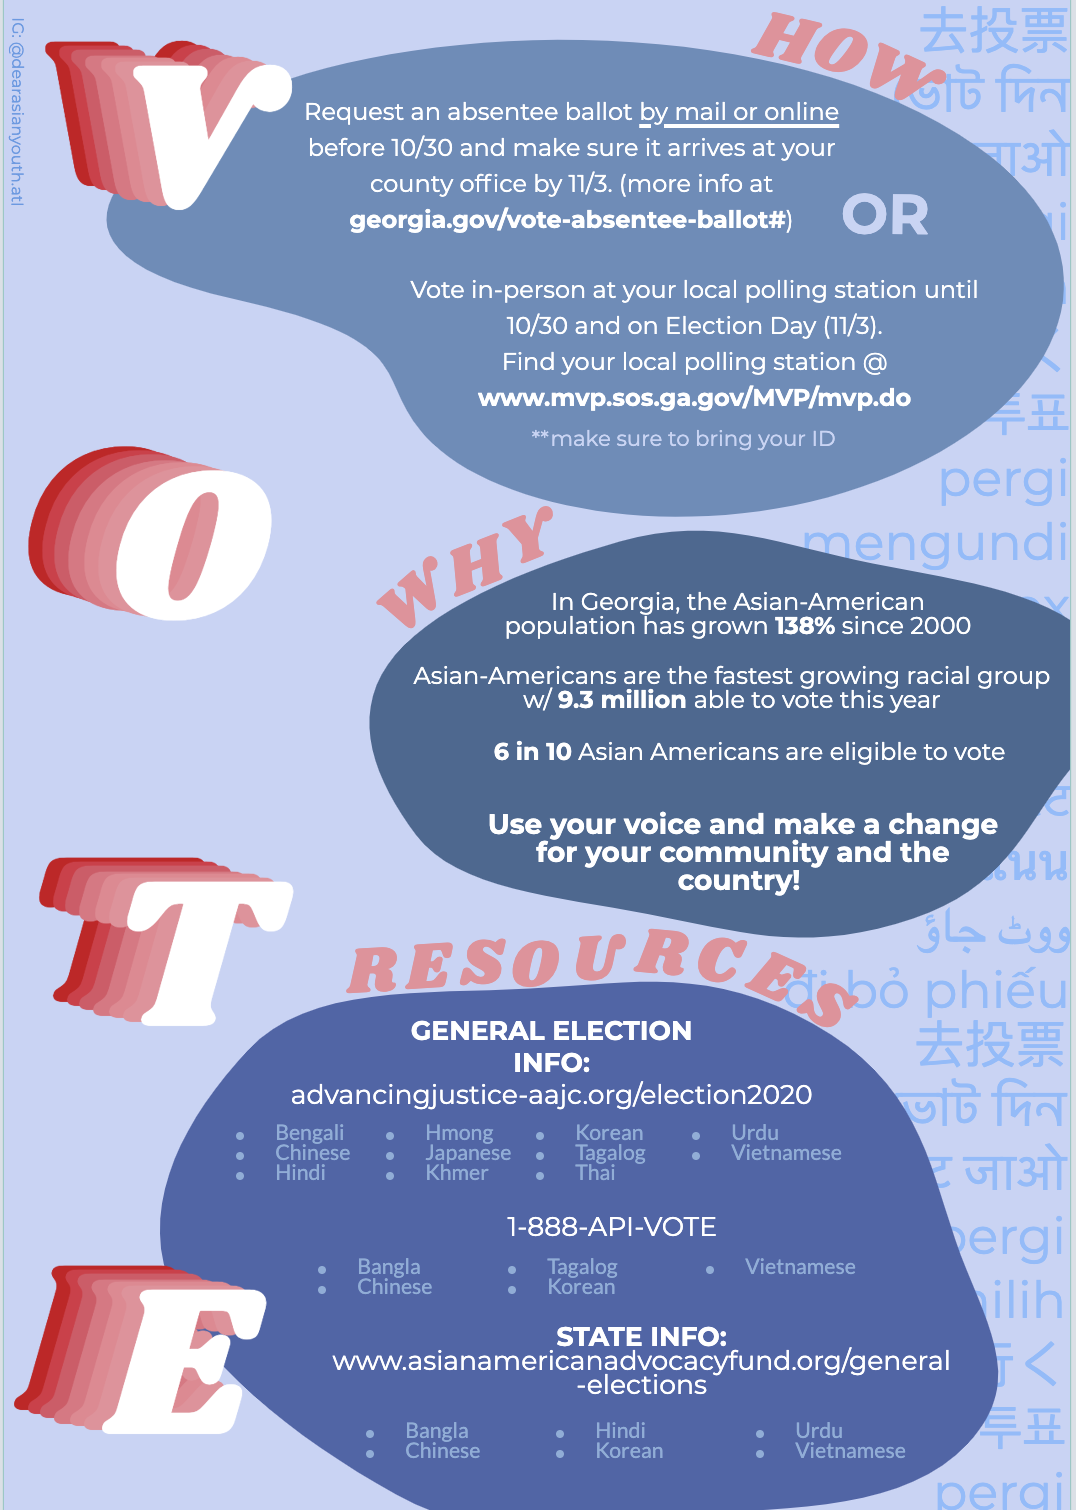 IG: @dearasianyouth.atl
VOTE
HOW
Request an absentee ballot by mail or online
before 10/30 and make sure it arrives at your
county office by 11/3. (more info at
georgia.gov/vote-absentee-ballot#)
OR
Vote in-person at your local polling station until
10/30 and on Election Day (11/3).
Find your local polling station @
www.mvp.sos.ga.gov/MVP/mvp.do
**make sure to bring your ID
WHY
In Georgia, the Asian-American
population has grown 138% since 2000
Asian-Americans are the fastest growing racial group
w/ 9.3 million able to vote this year
6 in 10 Asian Americans are eligible to vote
Use your voice and make a change
for your community and the
country!
RESOURCES
GENERAL ELECTION
INFO:
advancingjustice-aajc.org/election2020
Bengali
Chinese
Hindi
Hmong
Japanese
Khmer
Korean
Tagalog
Thai
Urdu
Vietnamese
1-888-API-VOTE
Bangla
Chinese
Tagalog
Korean
Vietnamese
STATE INFO:
www.asianamericanadvocacyfund.org/general
-elections
Bangla
Chinese
Hindi
Korean
Urdu
Vietnamese
去投票
দিন
pergi
mengundi
ووٹ جاؤ
đi bỏ phiếu
去投票
ভোট দিন
जाओ
pergi
く
투표
pergi